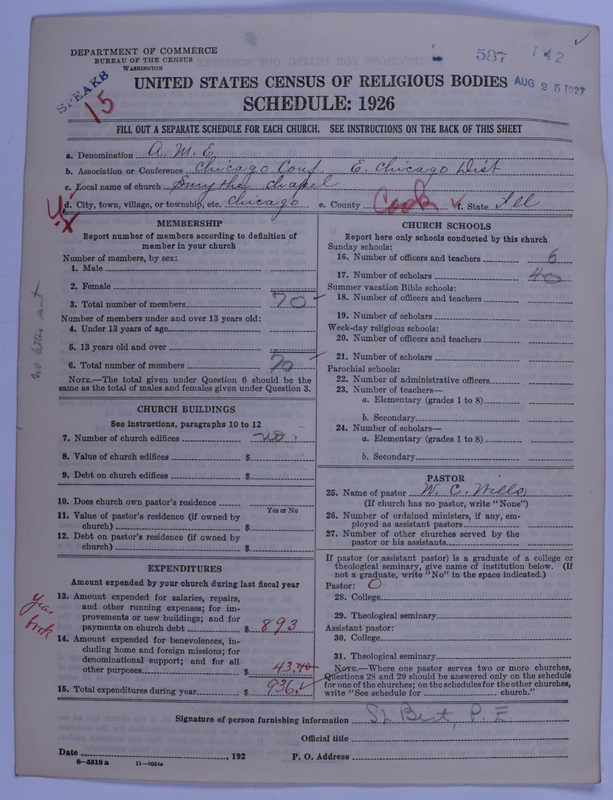 DEPARTMENT OF COMMERCE
BUREAU OF THE CENSUS
WASHINGTON
SPEAKS
15
587 142
AUG 25 1927
UNITED STATES CENSUS OF RELIGIOUS BODIES
SCHEDULE: 1926
FILL OUT A SEPARATE SCHEDULE FOR EACH CHURCH. SEE INSTRUCTIONS ON THE BACK OF THIS SHEET
a. Denomination A. M. E.
b. Association or Conference Chicago Conf E. Chicago Dist
c. Local name of church Chapel
d. City, town, village, or township, etc. Chicago e. County Cook f. State Ill
MEMBERSHIP
Report number of members according to definition of
member in your church
Number of members, by sex:
1. Male
2. Female
3. Total number of members 70
Number of members under and over 13 years old:
4. Under 13 years of age
5. 13 years old and over
6. Total number of members 70
NOTE.—The total given under Question 6 should be the
same as total of males and females given under Question 3.
no letter sent
CHURCH BUILDINGS
See instructions, paragraphs 10 to 12
7. Number of church edifices
8. Value of church edifices $
9. Debt on church edifices $
10. Does church own pastor's residence
Yes or No
11. Value of pastor's residence (if owned by
church) $
12. Debt on pastor's residence (if owned by
church) $
EXPENDITURES
Amount expended by your church during last fiscal year
year
book
13. Amount expended for salaries, repairs,
and other running expenses; for im-
provements or new buildings; and for
payments on church debt $ 893
14. Amount expended for benevolences, in-
cluding home and foreign missions; for
denominational support; and for all
other purposes $ 43.40
15. Total expenditures during year $ 936
CHURCH SCHOOLS
Report here only schools conducted by this church
Sunday schools:
16. Number of officers and teachers 6
17. Number of scholars 40
Summer vacation Bible schools:
18. Number of officers and teachers
19. Number of scholars
Week-day religious schools:
20. Number of officers and teachers
21. Number of scholars
Parochial schools:
22. Number of administrative officers
23. Number of teachers—
a. Elementary (grades 1 to 8)
b. Secondary
24. Number of scholars—
a. Elementary (grades 1 to 8)
b. Secondary
PASTOR
25. Name of pastor W. C. Wills
(If church has no pastor, write "None")
26. Number of ordained ministers, if any, em-
ployed as assistant pastors
27. Number of other churches served by the
pastor or his assistants
If pastor (or assistant pastor) is a graduate of a college or
theological seminary, give name of institution below. (If
not a graduate, write "No" in the space indicated.)
Pastor: 0
28. College
29. Theological seminary
Assistant pastor:
30. College
31. Theological seminary
NOTE.—Where one pastor serves two or more churches,
Questions 28 and 29 should be answered only on the schedule
for one of the churches; on the schedules for the other churches,
write "See schedule for church."
Signature of person furnishing information P. E
Official title
Date , 192 P. O. Address
8-5518a 11-9034a